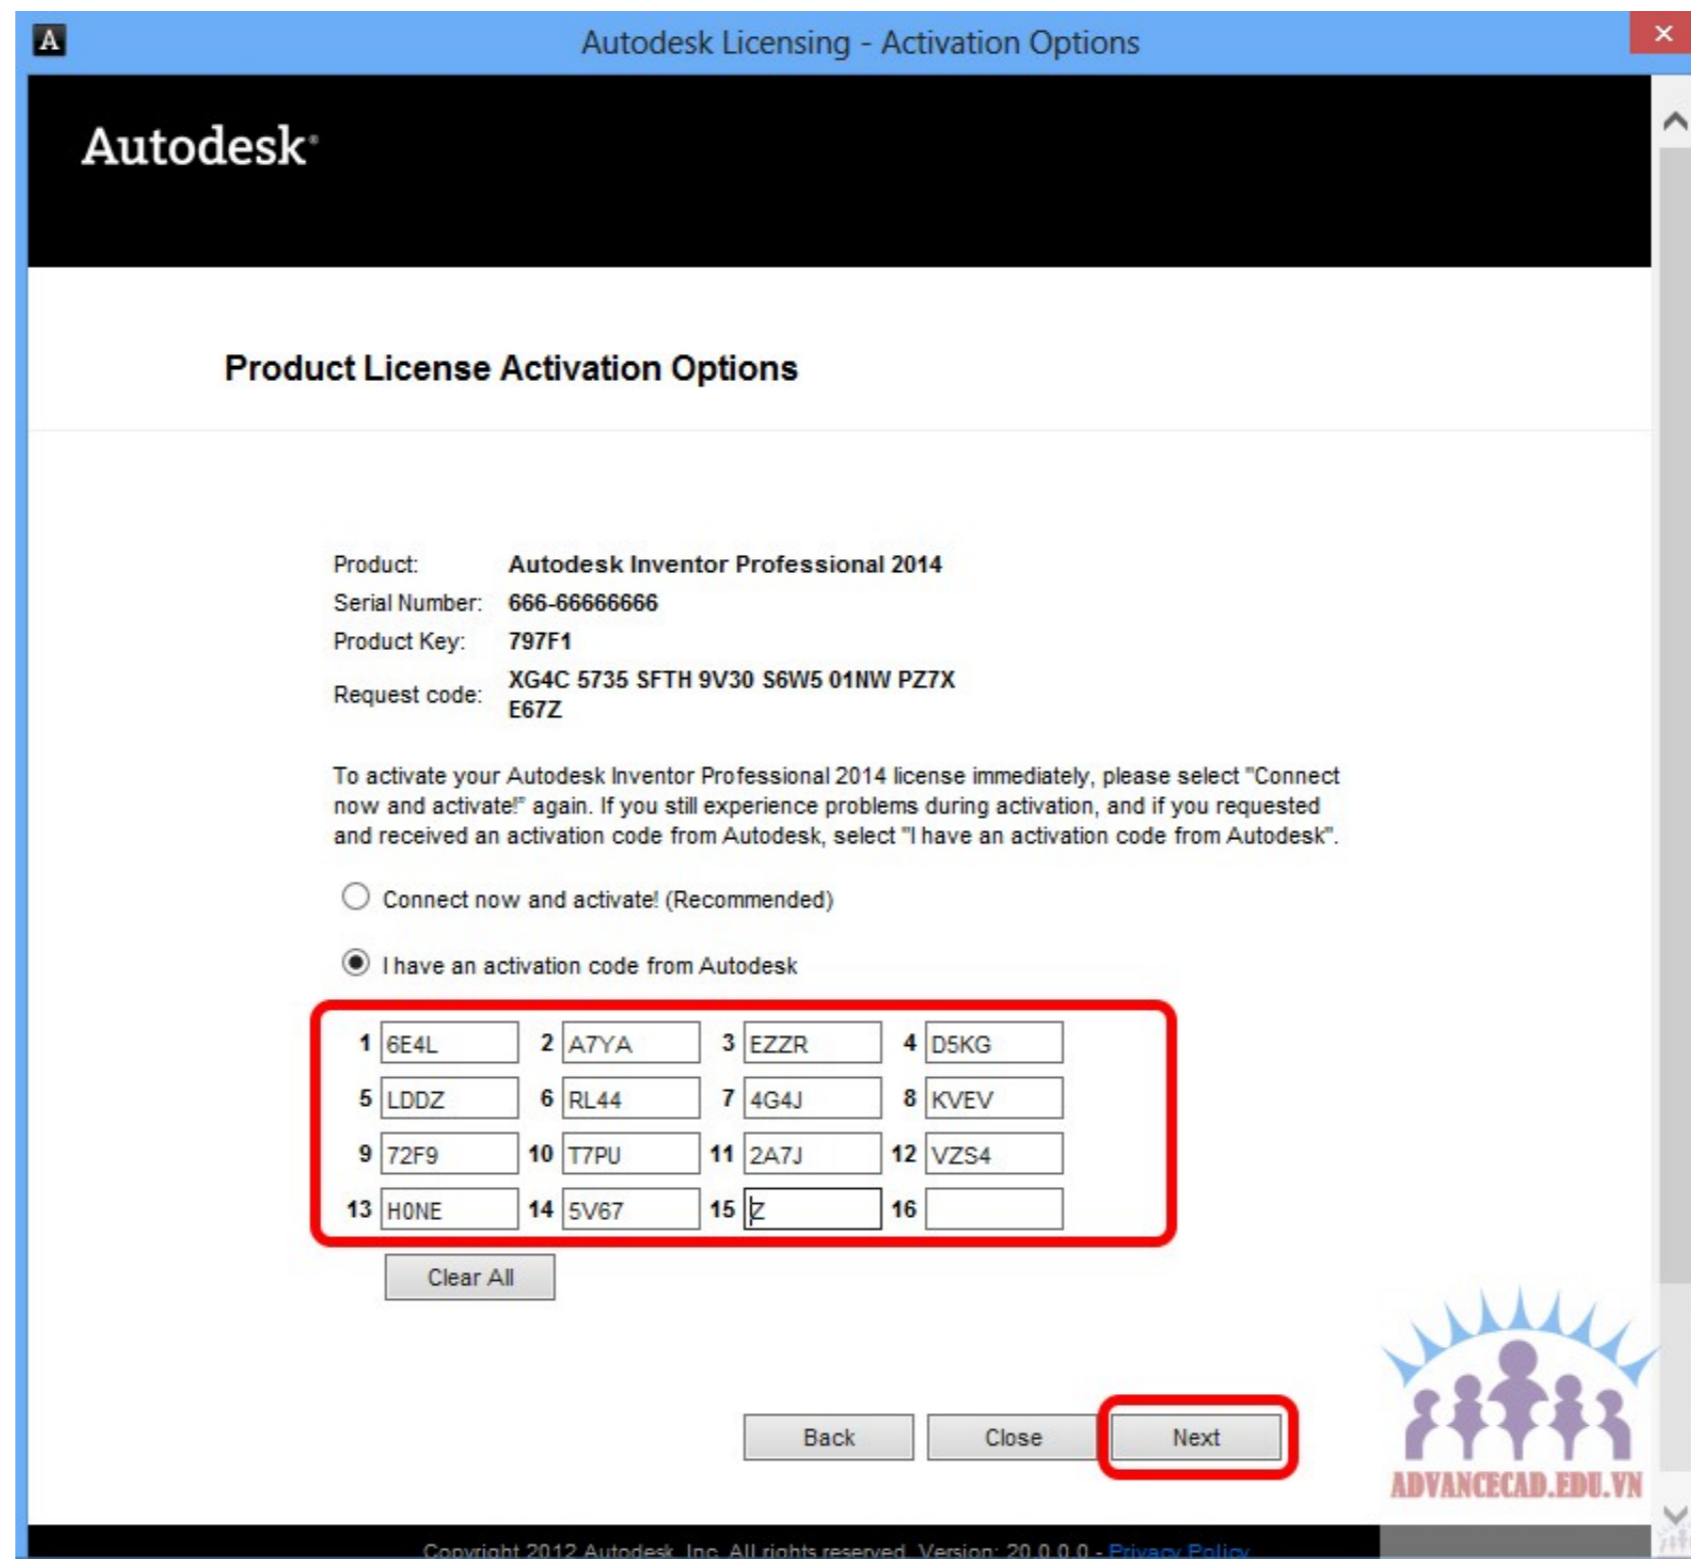 A
Autodesk Licensing - Activation Options
Autodesk
Product License Activation Options
Product: Autodesk Inventor Professional 2014
Serial Number: 666-66666666
Product Key: 797F1
Request code: XG4C 5735 SFTH 9V30 S6W5 01NW PZ7X
E67Z
To activate your Autodesk Inventor Professional 2014 license immediately, please select "Connect
now and activate!" again. If you still experience problems during activation, and if you requested
and received an activation code from Autodesk, select "I have an activation code from Autodesk".
Connect now and activate! (Recommended)
I have an activation code from Autodesk
1 6E4L 2 A7YA 3 EZZR 4 D5KG
5 LDDZ 6 RL44 7 4G4J 8 KVEV
9 72F9 10 T7PU 11 2A7J 12 VZS4
13 H0NE 14 5V67 15 Z 16
Clear All
Back Close Next
ADVANCECAD.EDU.VN
Copyright 2012 Autodesk, Inc. All rights reserved. Version: 20.0.0.0 - Privacy Policy